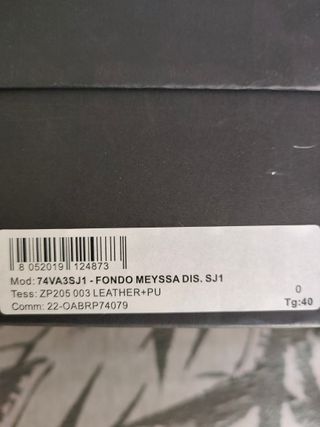 8 052019 124873
Mod: 74VA3SJ1 - FONDO MEYSSA DIS. SJ1
Tess: ZP205 003 LEATHER+PU
0
Comm: 22-OABRP74079
Tg:40